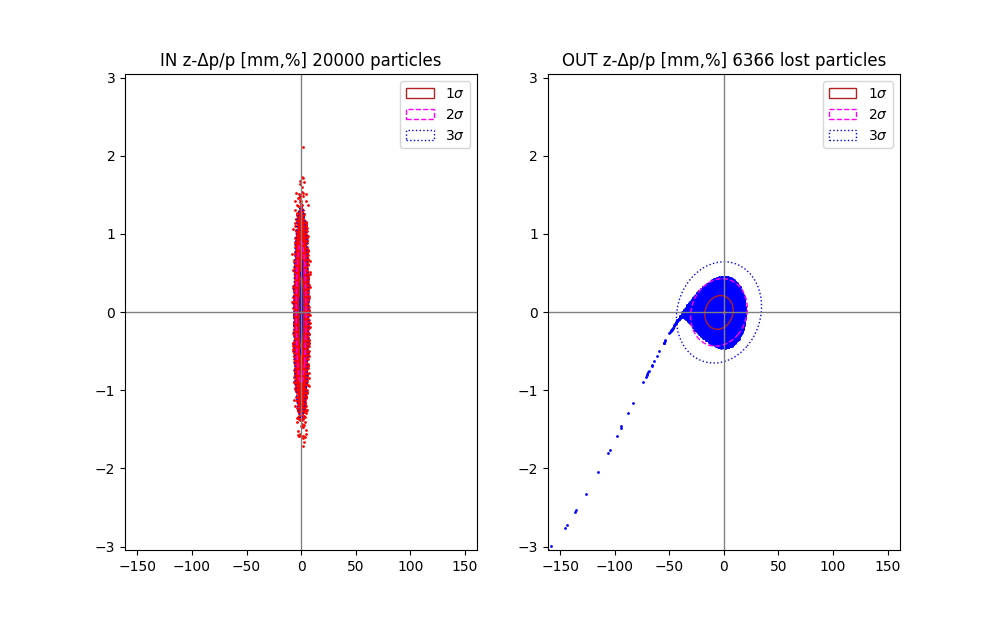 IN z-Δp/p [mm,%] 20000 particles
3
2
1
0
−1
−2
−3
−150 −100 −50 0 50 100 150
1σ
2σ
3σ
OUT z-Δp/p [mm,%] 6366 lost particles
3
2
1
0
−1
−2
−3
−150 −100 −50 0 50 100 150
1σ
2σ
3σ